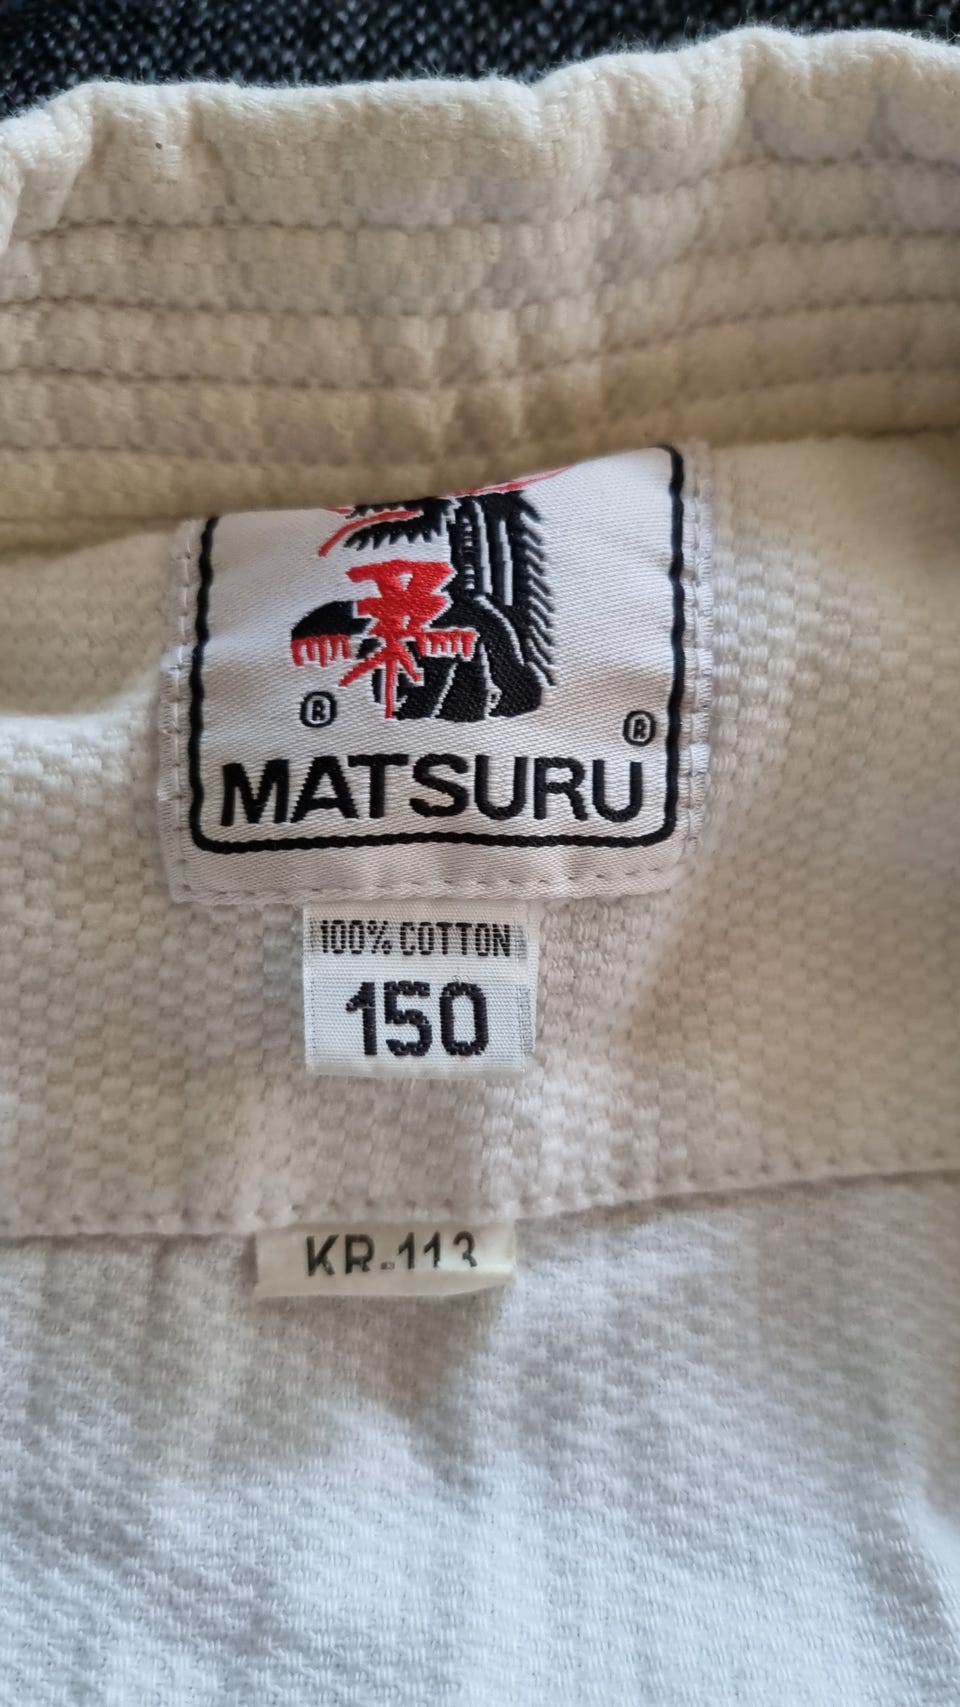 柔
®
®
MATSURU
100% COTTON
150
KR-113